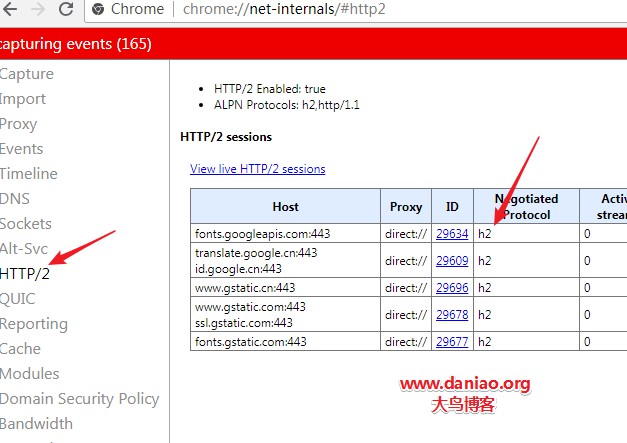 Chrome chrome://net-internals/#http2
capturing events (165)
Capture
Import
Proxy
Events
Timeline
DNS
Sockets
Alt-Svc
HTTP/2
QUIC
Reporting
Cache
Modules
Domain Security Policy
Bandwidth
HTTP/2 Enabled: true
ALPN Protocols: h2,http/1.1
HTTP/2 sessions
View live HTTP/2 sessions
Host Proxy ID Negotiated Protocol Activ strean
fonts.googleapis.com:443 direct:// 29634 h2 0
translate.google.cn:443
id.google.cn:443 direct:// 29609 h2 0
www.gstatic.cn:443 direct:// 29696 h2 0
www.gstatic.com:443
ssl.gstatic.com:443 direct:// 29678 h2 0
fonts.gstatic.com:443 direct:// 29677 h2 0
www.daniao.org
大鸟博客